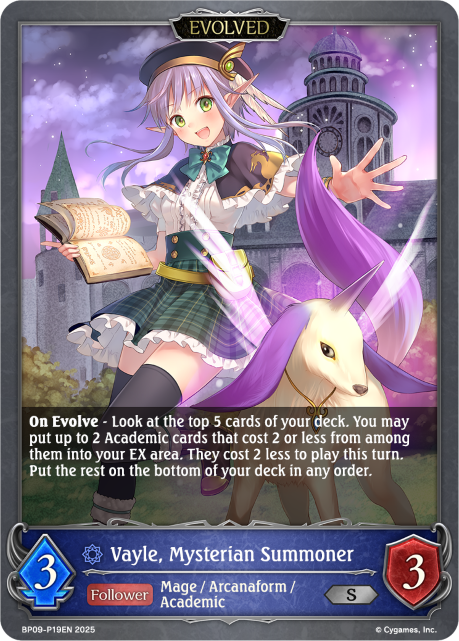 EVOLVED
On Evolve - Look at the top 5 cards of your deck. You may
put up to 2 Academic cards that cost 2 or less from among
them into your EX area. They cost 2 less to play this turn.
Put the rest on the bottom of your deck in any order.
3
Vayle, Mysterian Summoner
3
Follower
Mage / Arcanaform /
Academic
S
BP09-P19EN 2025
© Cygames, Inc.